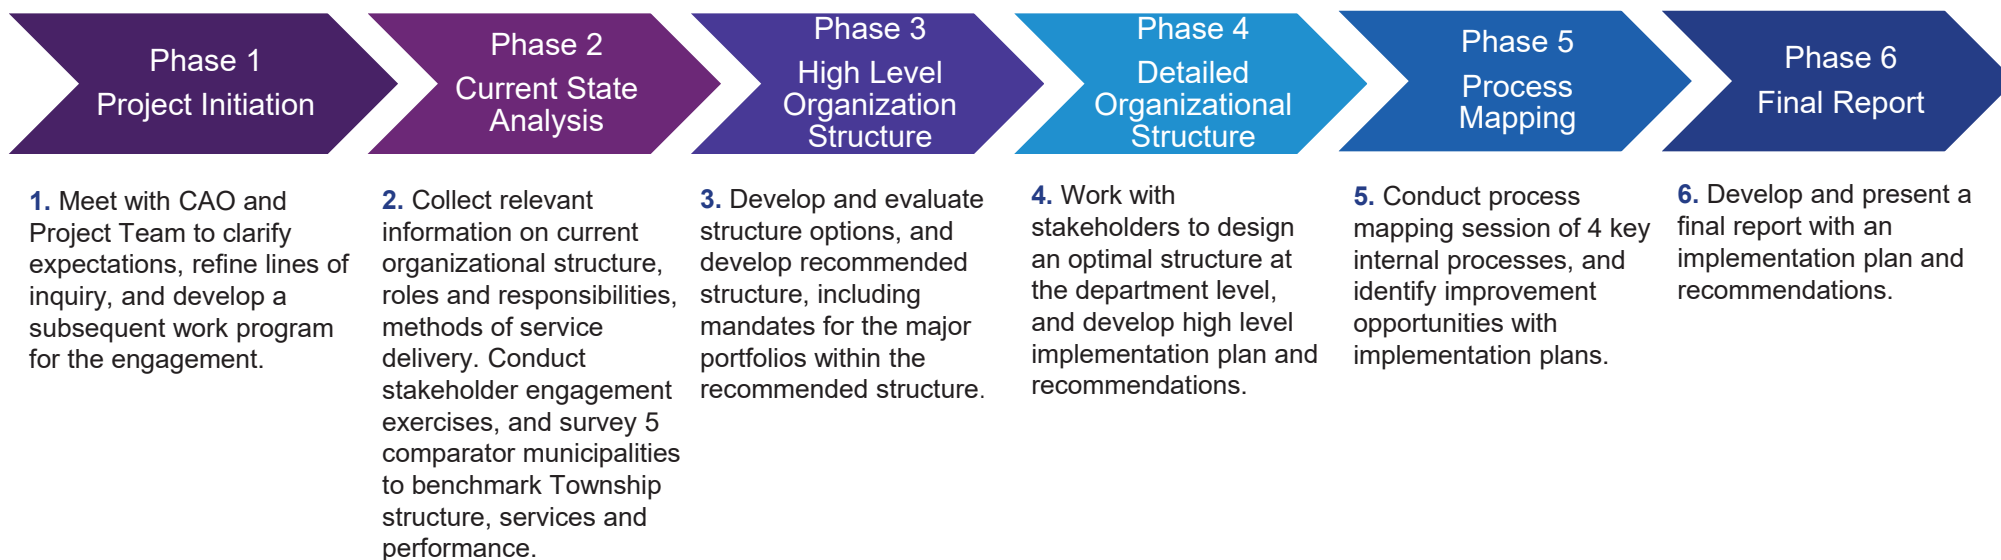 Phase 1
Project Initiation
Phase 2
Current State
Analysis
Phase 3
High Level
Organization
Structure
Phase 4
Detailed
Organizational
Structure
Phase 5
Process
Mapping
Phase 6
Final Report
1. Meet with CAO and
Project Team to clarify
expectations, refine lines of
inquiry, and develop a
subsequent work program
for the engagement.
2. Collect relevant
information on current
organizational structure,
roles and responsibilities,
methods of service
delivery. Conduct
stakeholder engagement
exercises, and survey 5
comparator municipalities
to benchmark Township
structure, services and
performance.
3. Develop and evaluate
structure options, and
develop recommended
structure, including
mandates for the major
portfolios within the
recommended structure.
4. Work with
stakeholders to design
an optimal structure at
the department level,
and develop high level
implementation plan and
recommendations.
5. Conduct process
mapping session of 4 key
internal processes, and
identify improvement
opportunities with
implementation plans.
6. Develop and present a
final report with an
implementation plan and
recommendations.